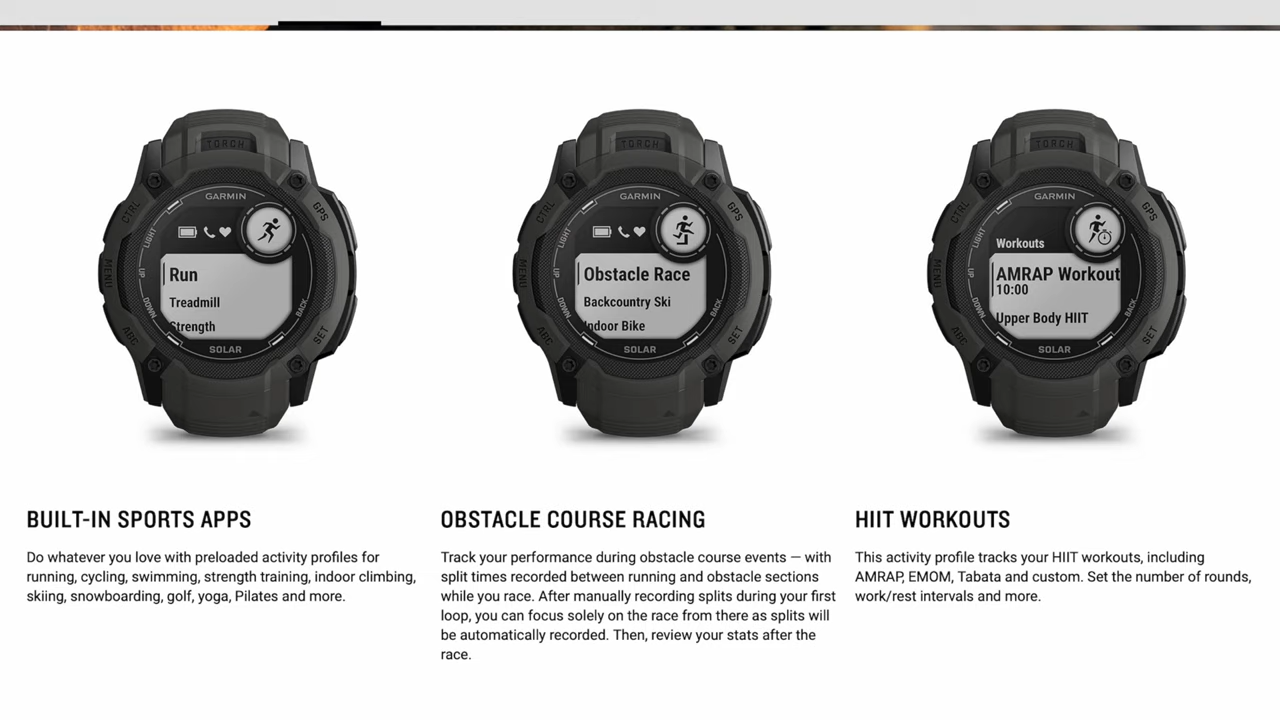 TORCH
GARMIN
CTRL
GPS
LIGHT
UP
MENU
DOWN
BACK
ABC
SET
Run
Treadmill
Strength
SOLAR
TORCH
GARMIN
CTRL
GPS
LIGHT
UP
MENU
DOWN
BACK
ABC
SET
Obstacle Race
Backcountry Ski
Indoor Bike
SOLAR
TORCH
GARMIN
CTRL
GPS
LIGHT
UP
MENU
DOWN
BACK
ABC
SET
Workouts
AMRAP Workout
10:00
Upper Body HIIT
SOLAR
BUILT-IN SPORTS APPS
Do whatever you love with preloaded activity profiles for
running, cycling, swimming, strength training, indoor climbing,
skiing, snowboarding, golf, yoga, Pilates and more.
OBSTACLE COURSE RACING
Track your performance during obstacle course events — with
split times recorded between running and obstacle sections
while you race. After manually recording splits during your first
loop, you can focus solely on the race from there as splits will
be automatically recorded. Then, review your stats after the
race.
HIIT WORKOUTS
This activity profile tracks your HIIT workouts, including
AMRAP, EMOM, Tabata and custom. Set the number of rounds,
work/rest intervals and more.